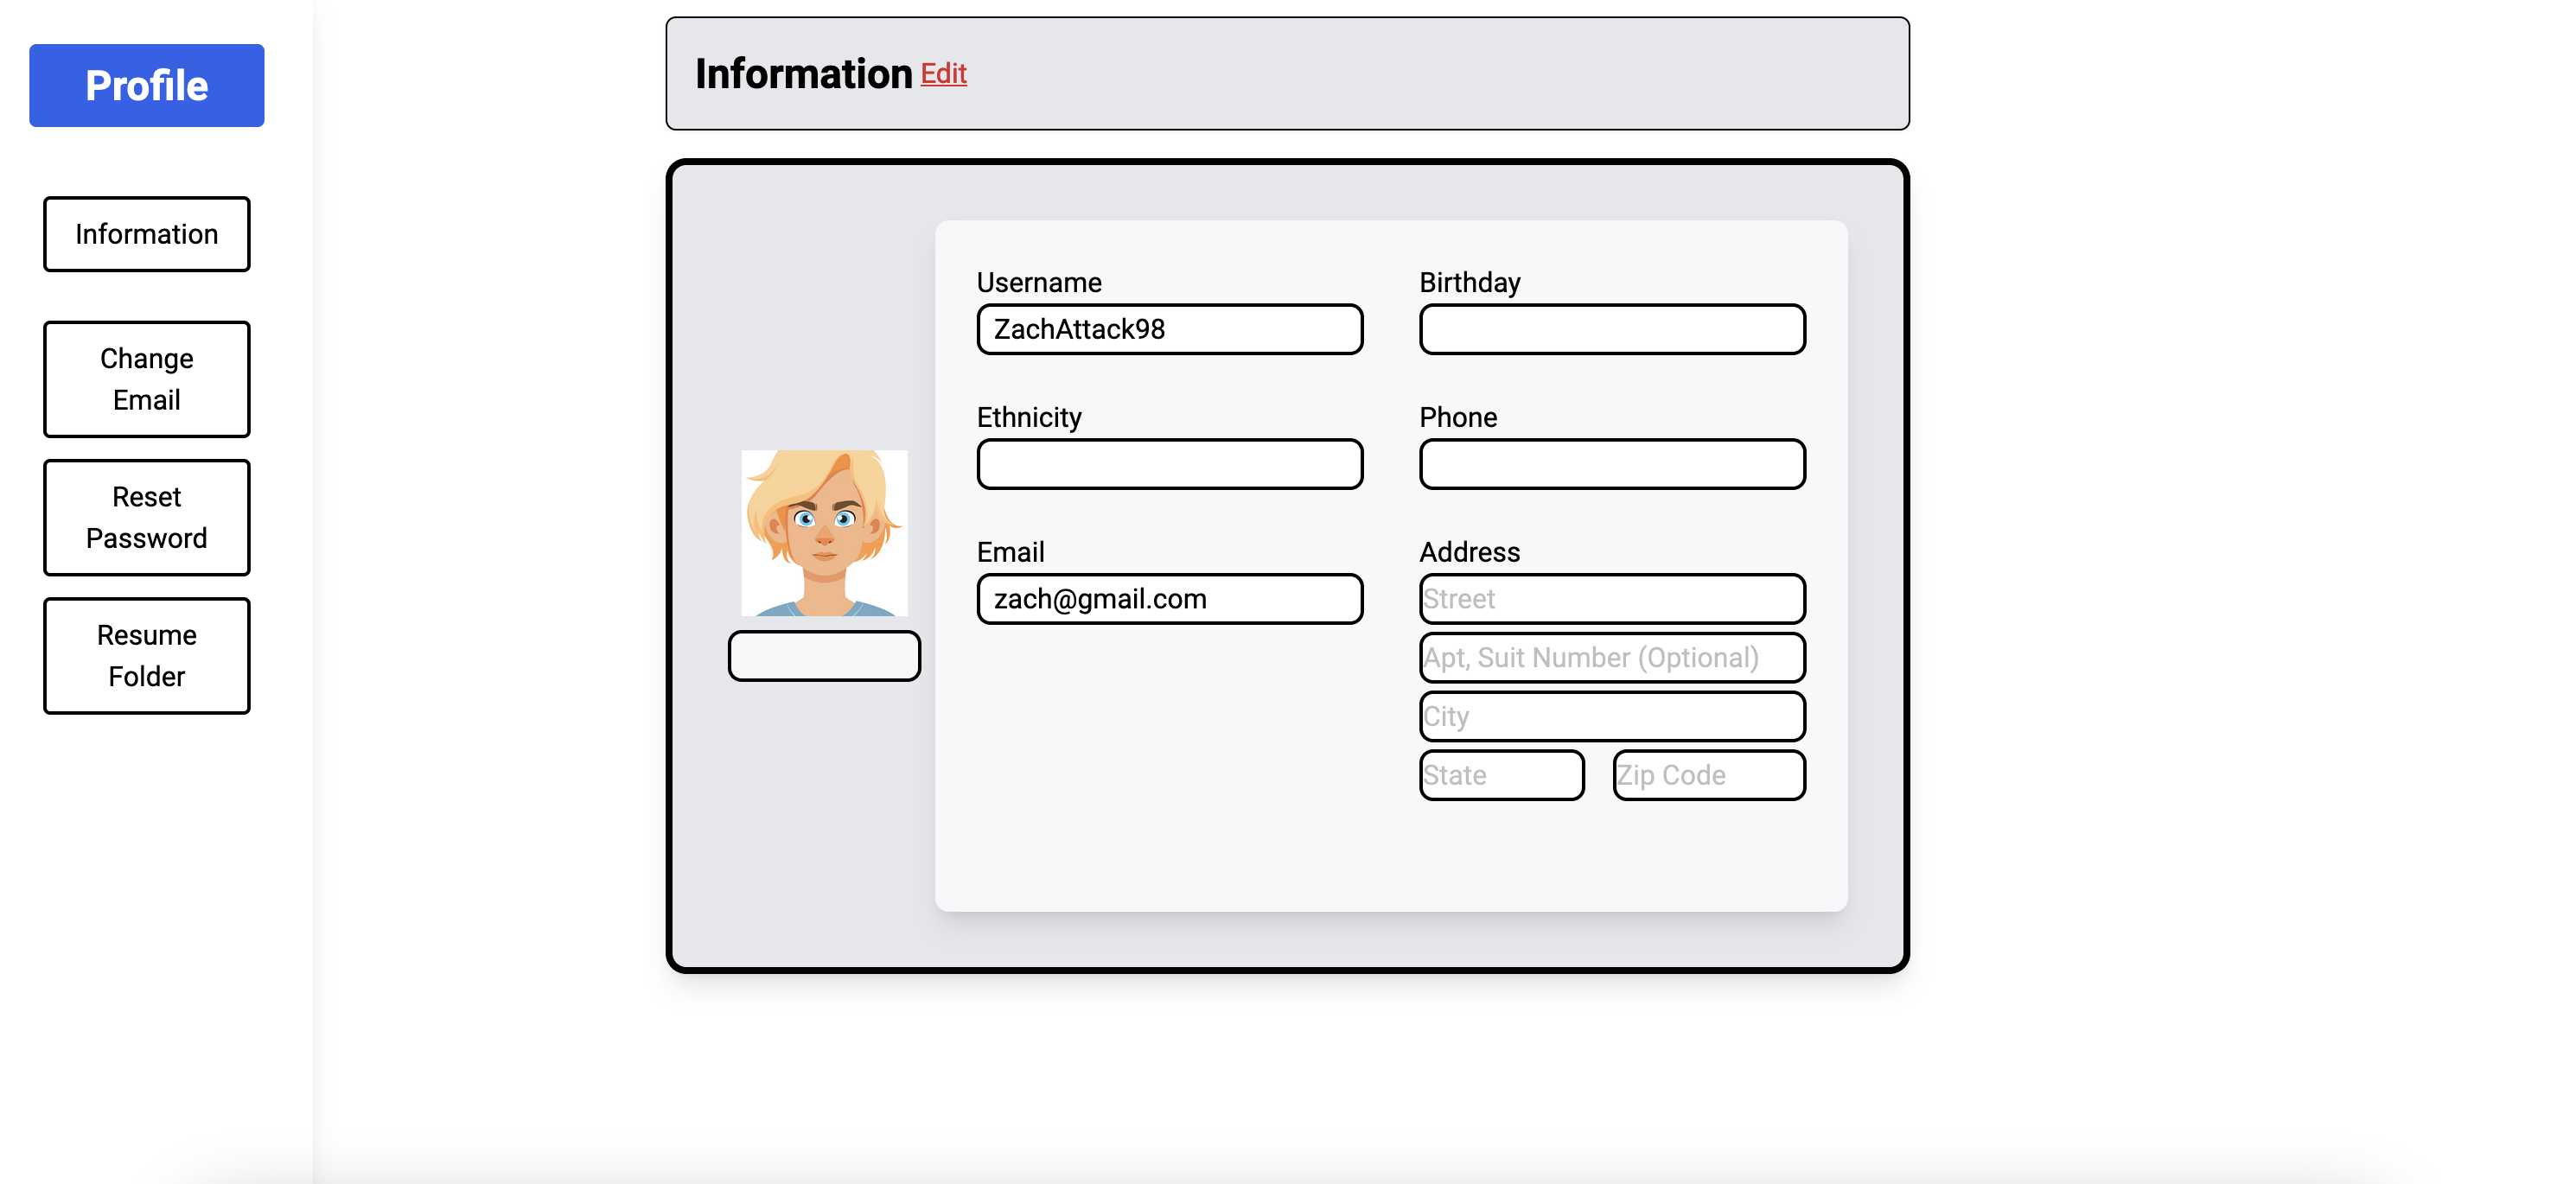 Profile
Information
Change
Email
Reset
Password
Resume
Folder
Information Edit
Username
ZachAttack98
Birthday
Ethnicity
Phone
Email
zach@gmail.com
Address
Street
Apt, Suit Number (Optional)
City
State
Zip Code